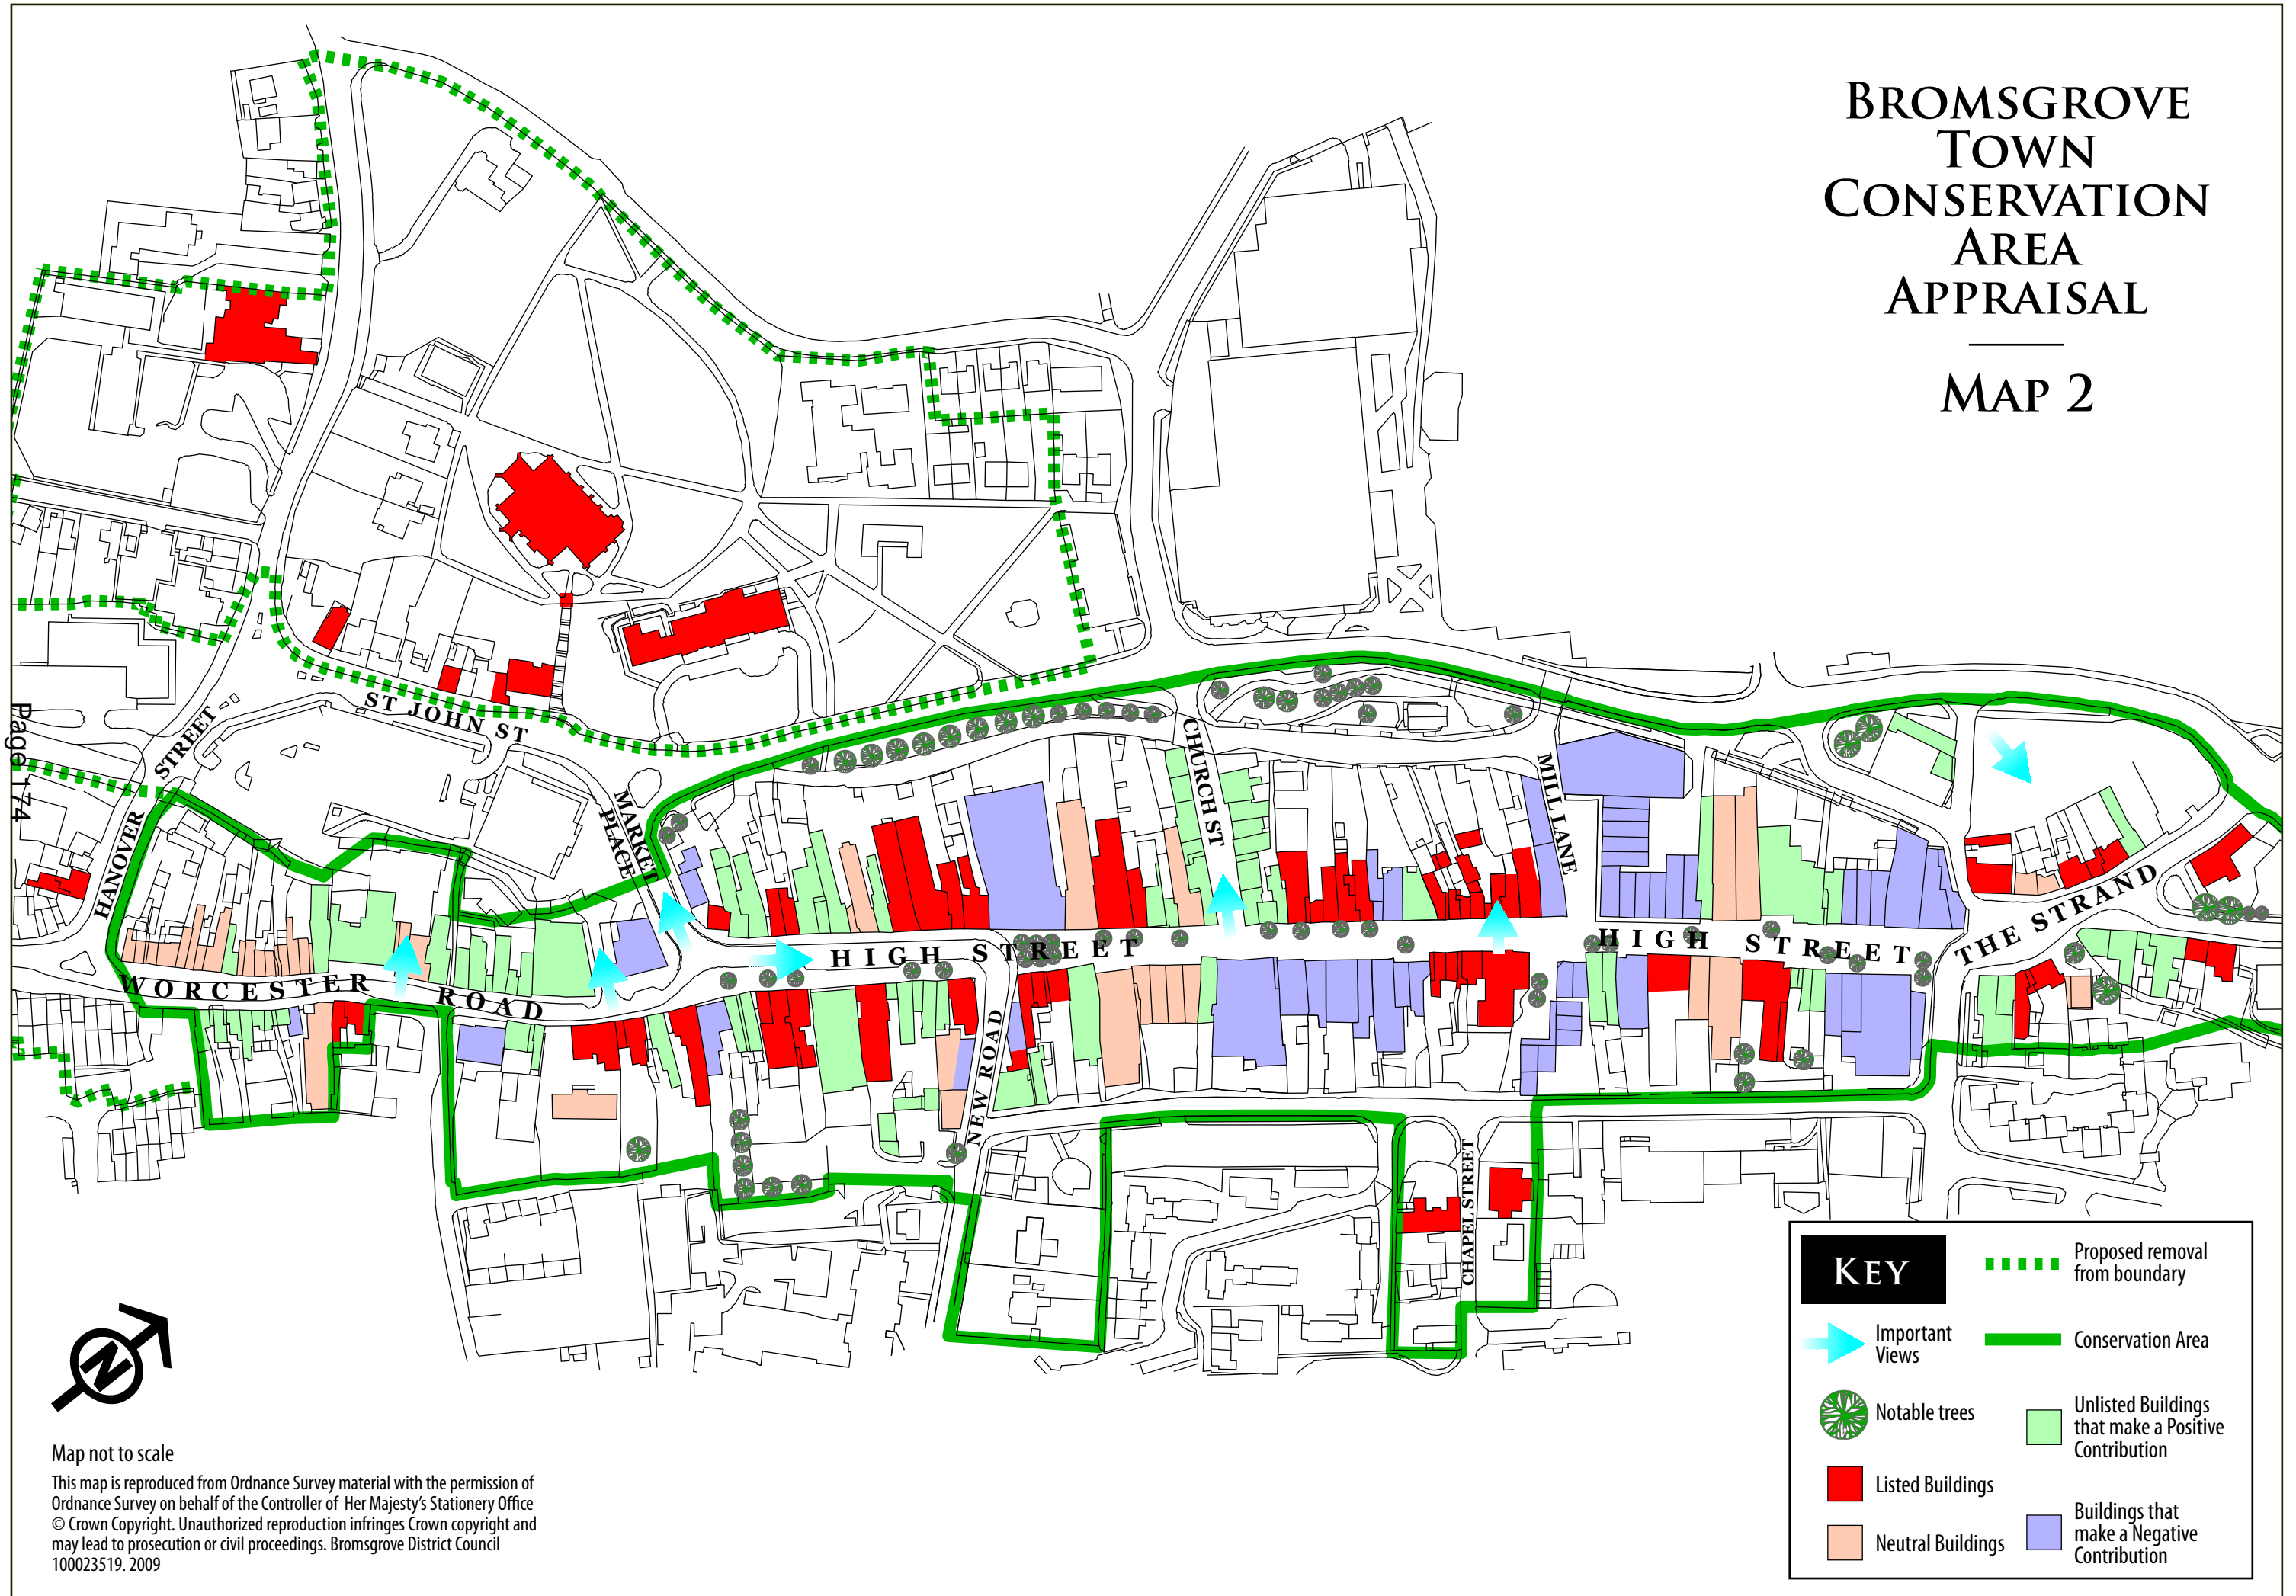 BROMSGROVE
TOWN
CONSERVATION
AREA
APPRAISAL
MAP 2
Page 174
HANOVER
STREET
ST JOHN ST
MARKET
PLACE
CHURCH ST
MILL LANE
HIGH STREET
HIGH STREET
THE STRAND
WORCESTER
ROAD
NEW ROAD
CHAPEL STREET
N
KEY
Proposed removal
from boundary
Important
Views
Conservation Area
Notable trees
Unlisted Buildings
that make a Positive
Contribution
Listed Buildings
Neutral Buildings
Buildings that
make a Negative
Contribution
Map not to scale
This map is reproduced from Ordnance Survey material with the permission of
Ordnance Survey on behalf of the Controller of Her Majesty's Stationery Office
© Crown Copyright. Unauthorized reproduction infringes Crown copyright and
may lead to prosecution or civil proceedings. Bromsgrove District Council
100023519. 2009